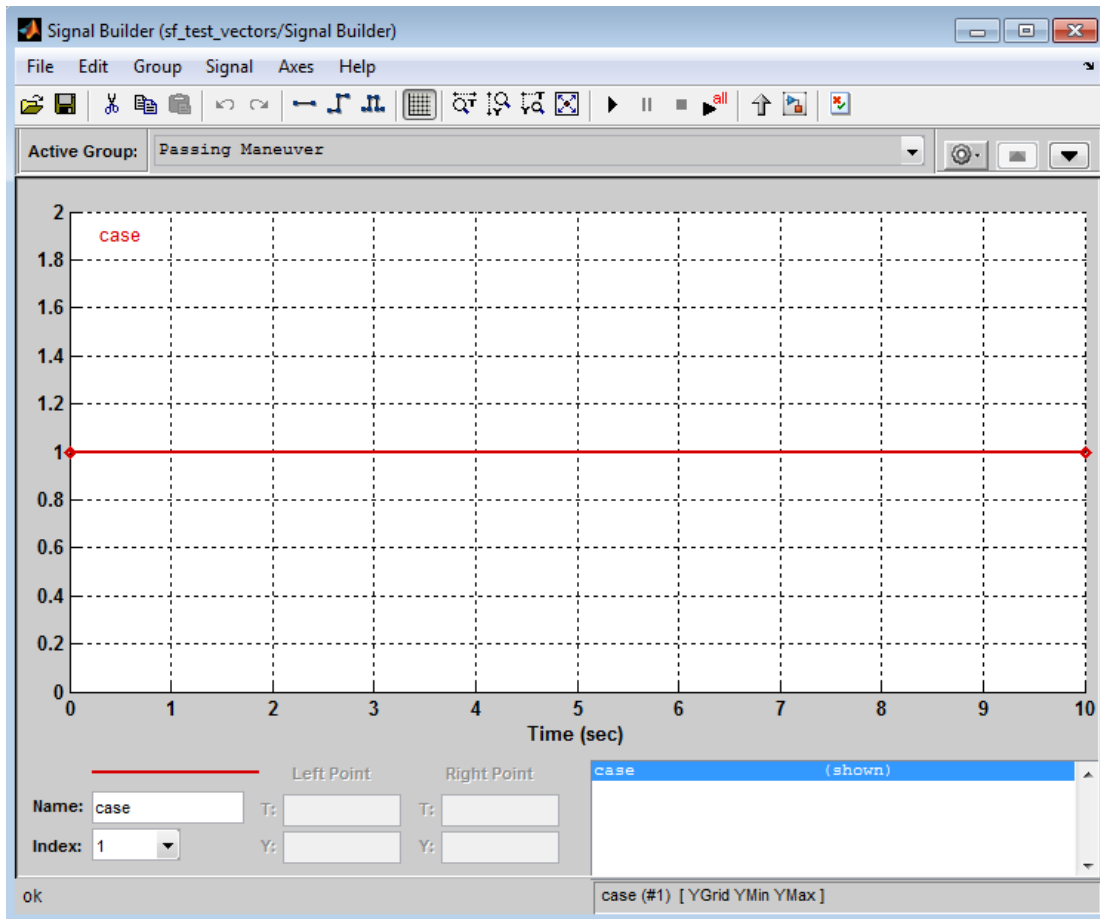 Signal Builder (sf_test_vectors/Signal Builder)
File Edit Group Signal Axes Help
all
Active Group: Passing Maneuver
case
2
1.8
1.6
1.4
1.2
1
0.8
0.6
0.4
0.2
0
0 1 2 3 4 5 6 7 8 9 10
Time (sec)
Left Point Right Point case (shown)
Name: case T: T:
Index: 1 Y: Y:
ok case (#1) [ YGrid YMin YMax ]